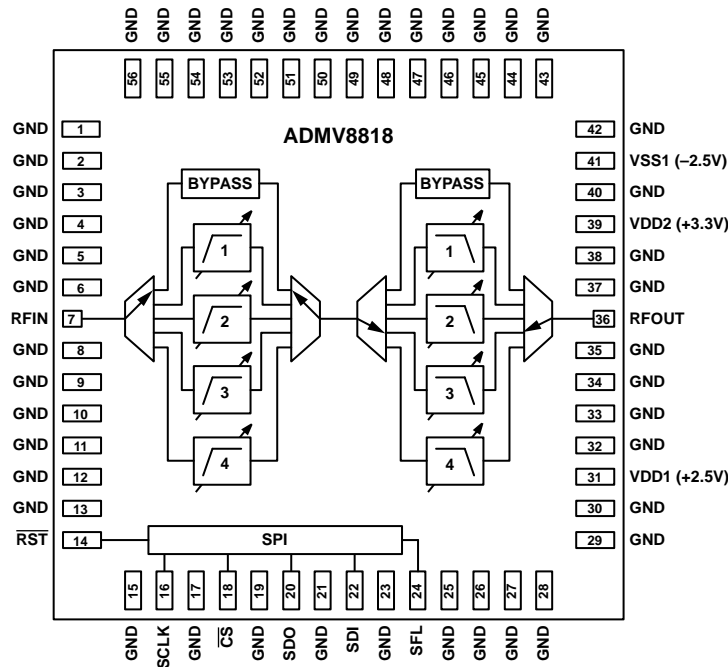 GND GND GND GND GND GND GND GND GND GND GND GND GND GND
56 55 54 53 52 51 50 49 48 47 46 45 44 43
ADMV8818
GND 1
GND 2
GND 3
GND 4
GND 5
GND 6
RFIN 7
GND 8
GND 9
GND 10
GND 11
GND 12
GND 13
RST 14
BYPASS
1
2
3
4
BYPASS
1
2
3
4
42 GND
41 VSS1 (–2.5V)
40 GND
39 VDD2 (+3.3V)
38 GND
37 GND
36 RFOUT
35 GND
34 GND
33 GND
32 GND
31 VDD1 (+2.5V)
30 GND
29 GND
SPI
15 16 17 18 19 20 21 22 23 24 25 26 27 28
GND SCLK GND CS GND SDO GND SDI GND SFL GND GND GND GND